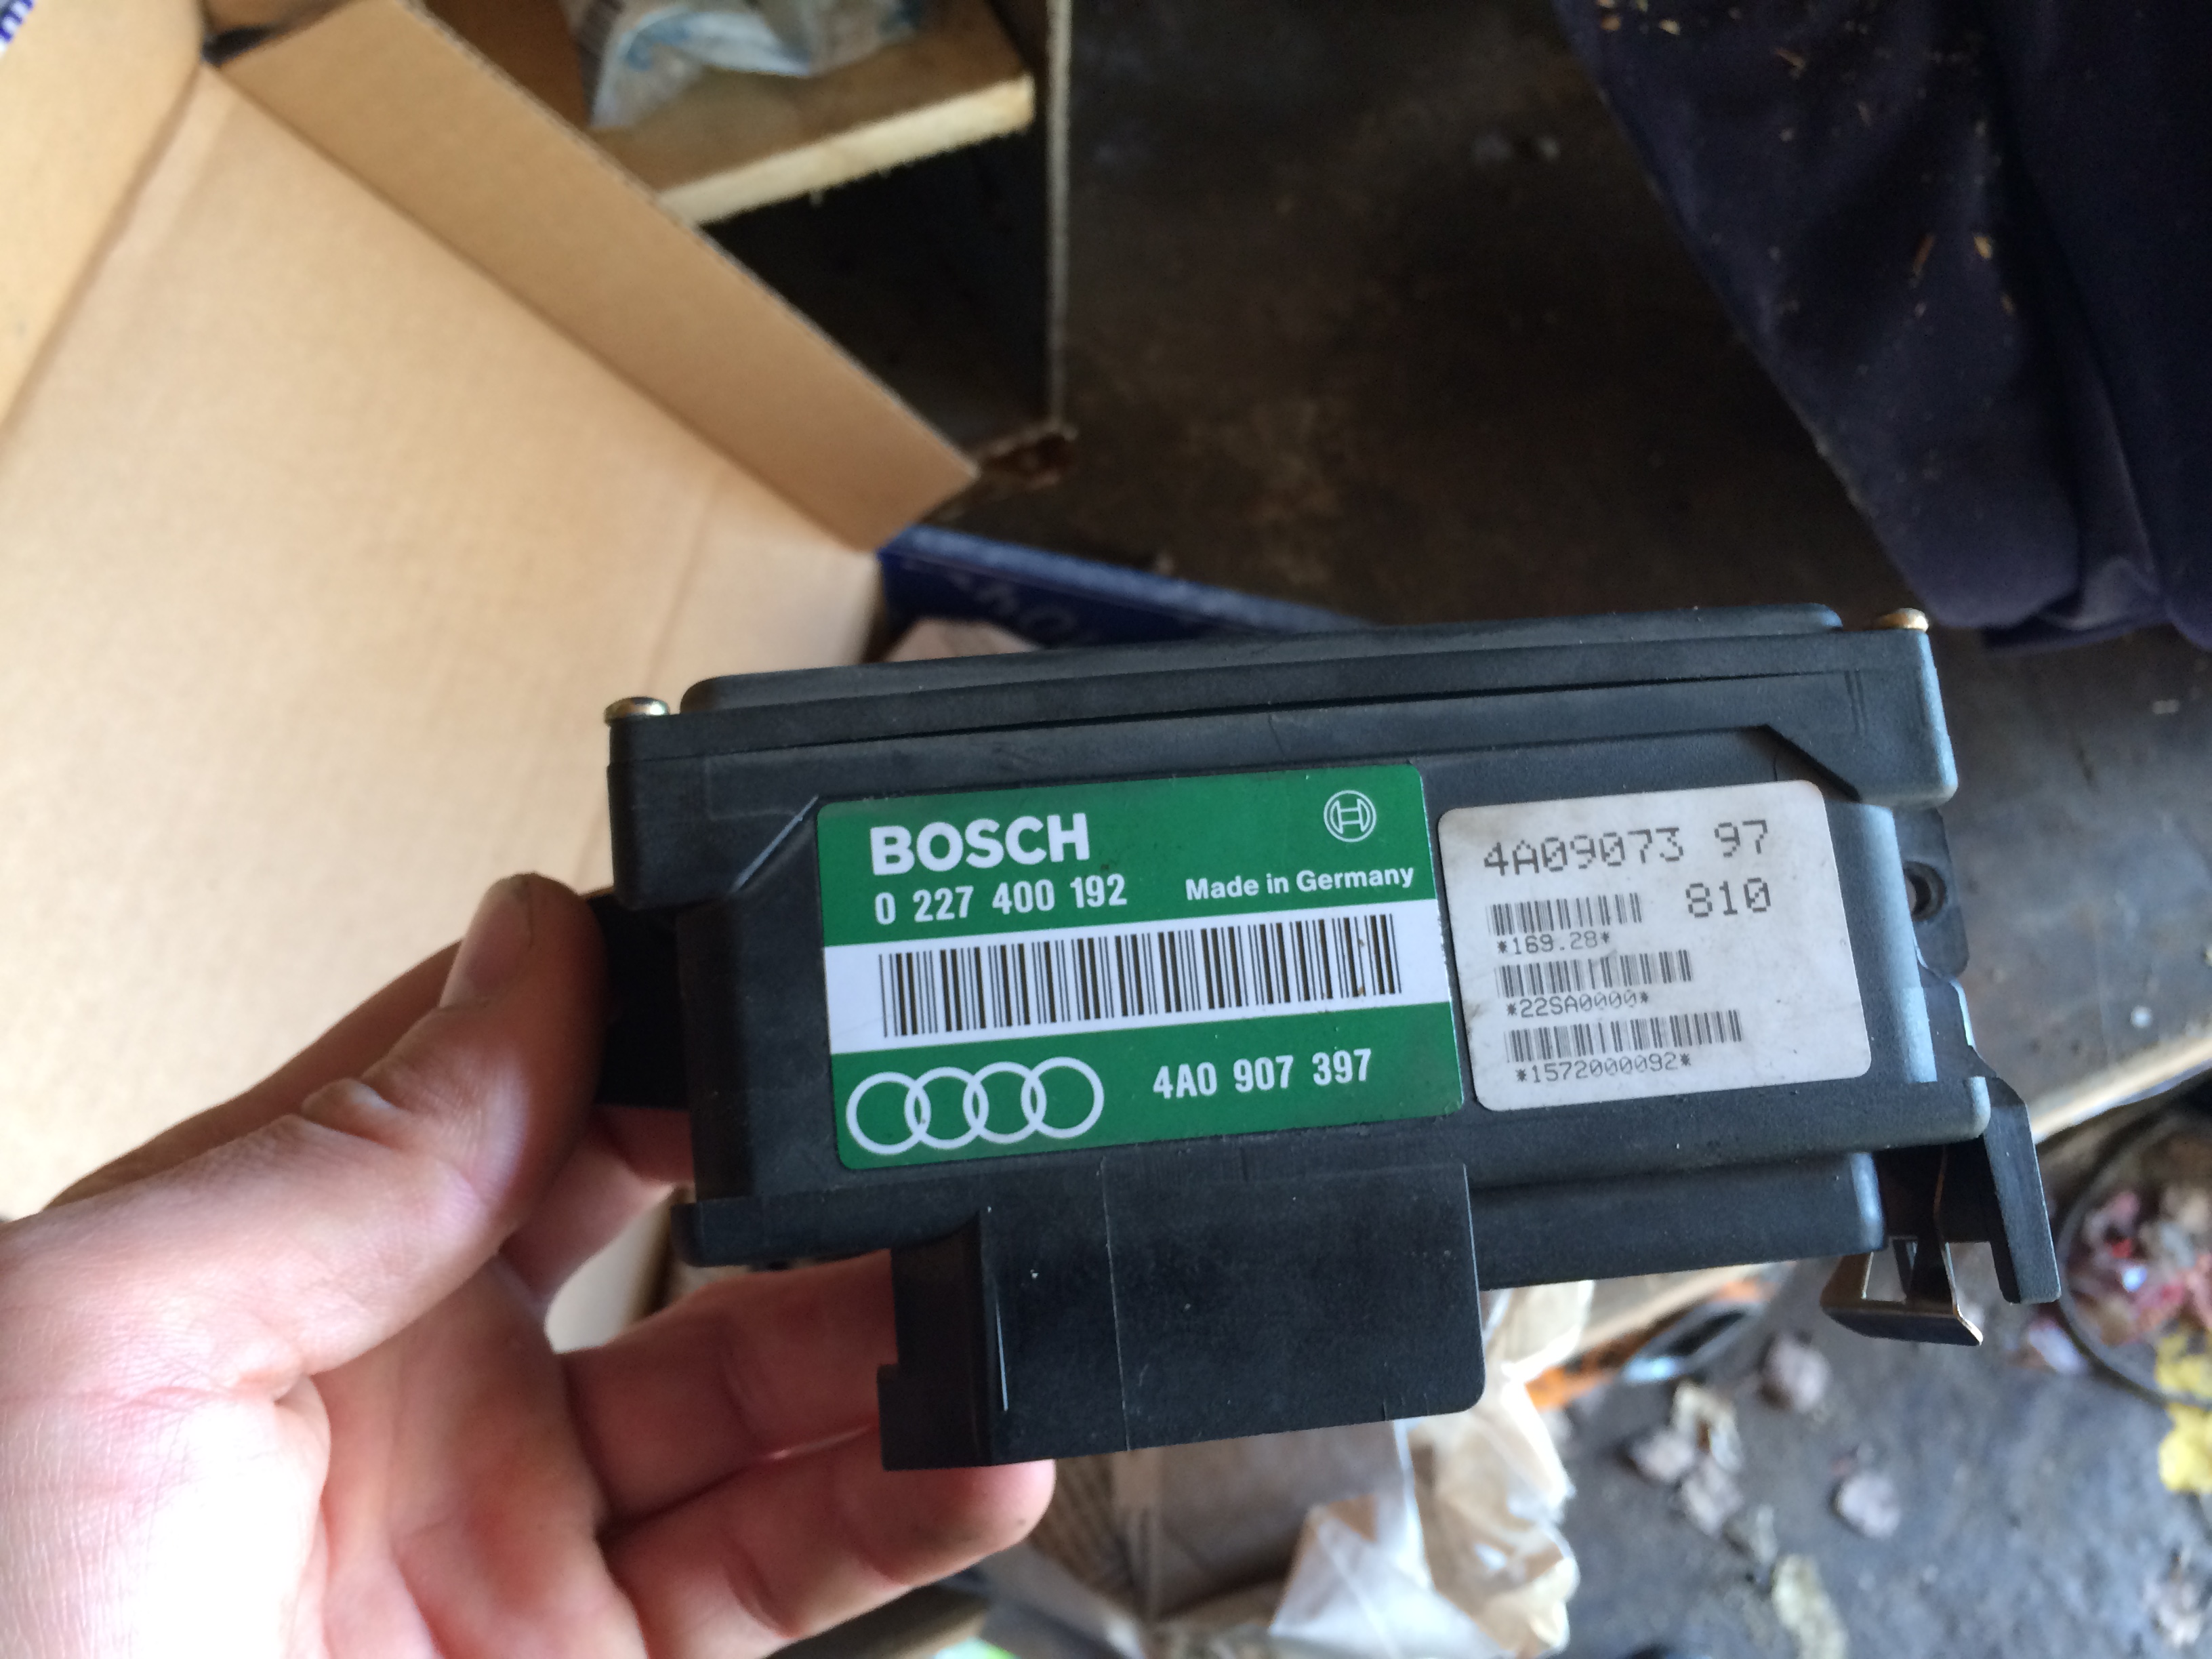 BOSCH
0 227 400 192
Made in Germany
4A0 907 397
4A09073 97
810
*169.28*
*22SA0000*
*1572000092*